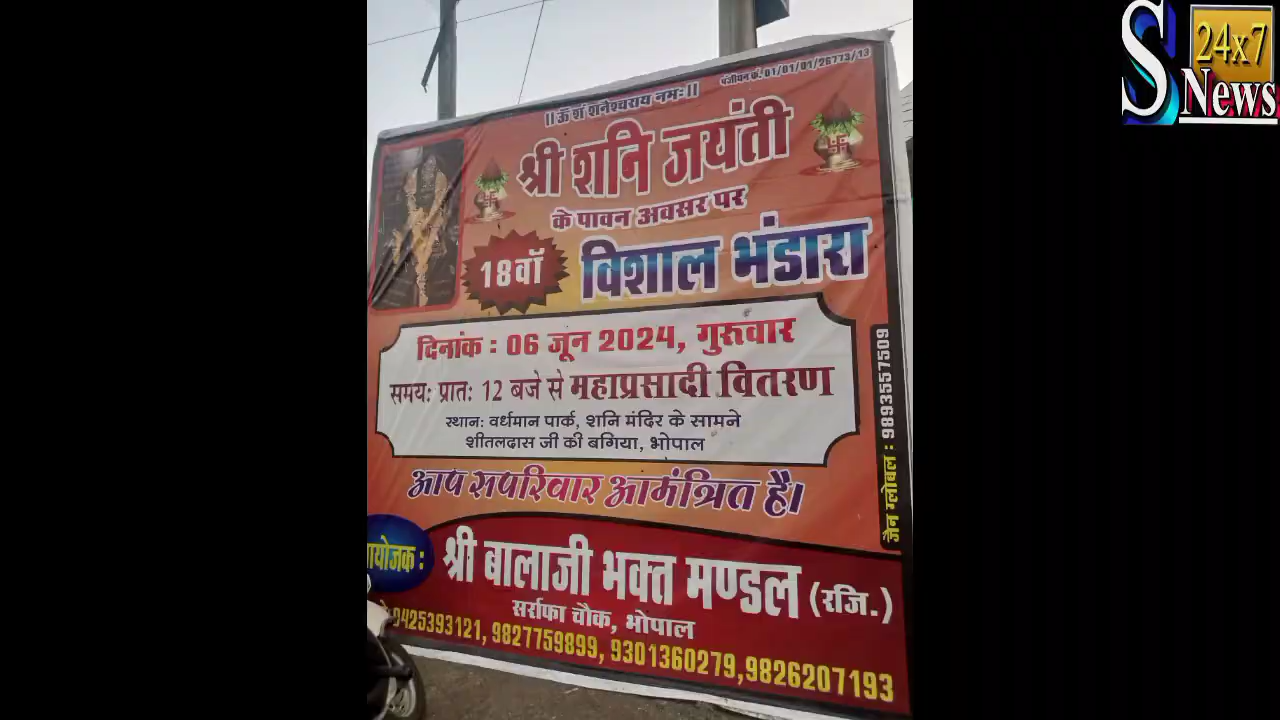 24x7
S News
पंजीयन क्र. 01/01/01/26773/13
।। ॐ शं शनैश्वराय नमः ।।
श्री शनि जयंती
के पावन अवसर पर
18वॉ विशाल भंडारा
दिनांक : 06 जून 2024, गुरूवार
समय: प्रात: 12 बजे से महाप्रसादी वितरण
स्थान: वर्धमान पार्क, शनि मंदिर के सामने
शीतलदास जी की बगिया, भोपाल
आप सपरिवार आमंत्रित है।
जैन ग्लोबल : 9893557509
ायोजक :
श्री बालाजी भक्त मण्डल (रजि.)
सर्राफा चौक, भोपाल
9425393121, 9827759899, 9301360279,9826207193